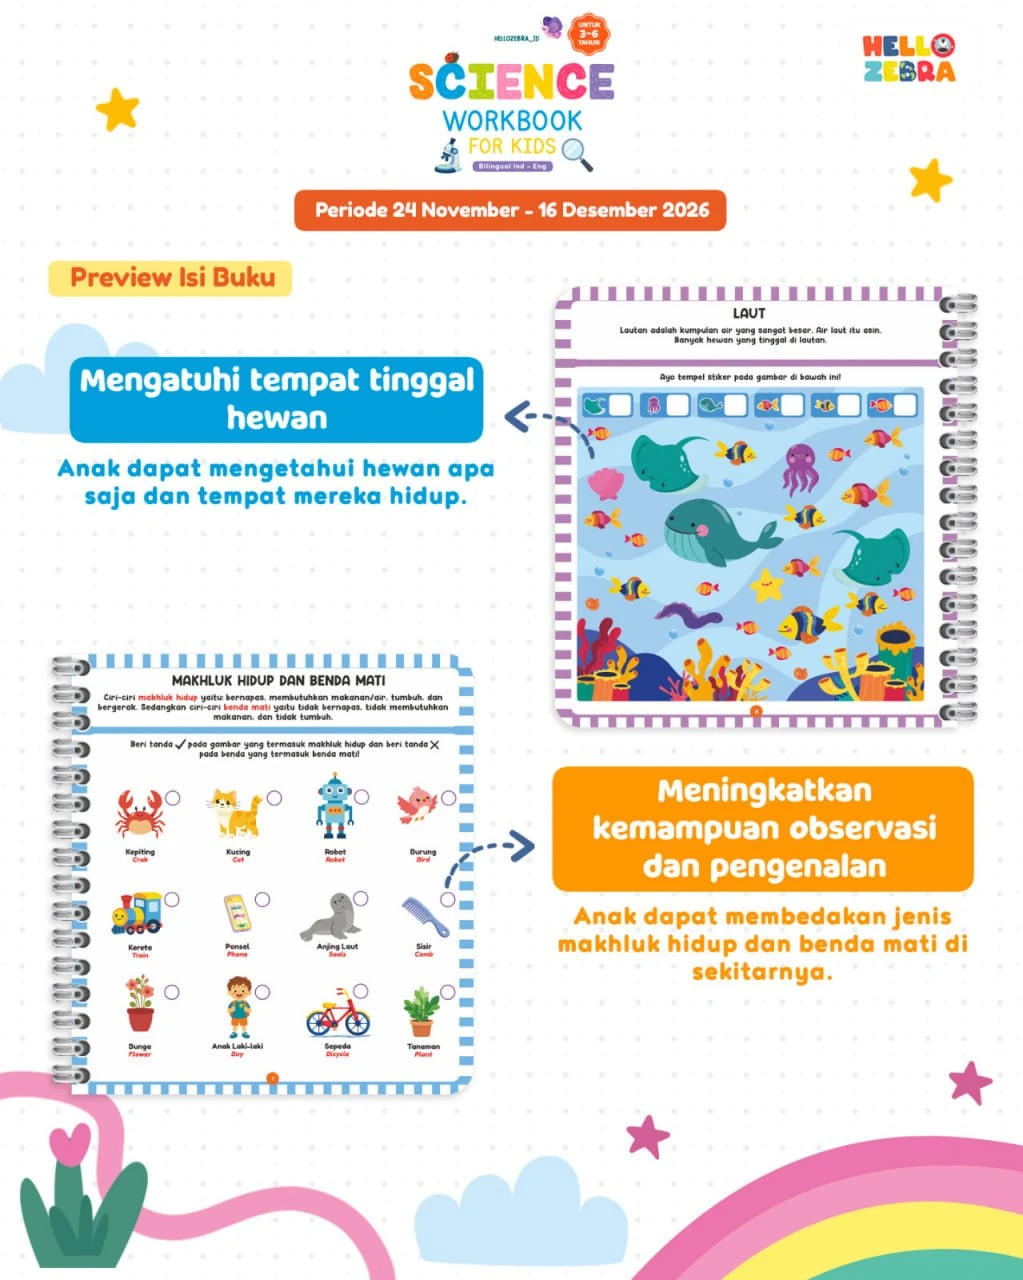 HELLOZEBRA_ID
UNTUK
3-6
TAHUN
HELLO
ZEBRA
SCIENCE
WORKBOOK
FOR KIDS
Bilingual Ind - Eng
Periode 24 November - 16 Desember 2026
Preview Isi Buku
Mengatuhi tempat tinggal
hewan
Anak dapat mengetahui hewan apa
saja dan tempat mereka hidup.
LAUT
Lautan adalah kumpulan air yang sangat besar. Air laut itu asin.
Banyak hewan yang tinggal di lautan.
Ayo tempel stiker pada gambar di bawah ini!
MAKHLUK HIDUP DAN BENDA MATI
Ciri-ciri makhluk hidup yaitu: bernapas, membutuhkan makanan/air, tumbuh, dan
bergerak. Sedangkan ciri-ciri benda mati yaitu tidak bernapas, tidak membutuhkan
makanan, dan tidak tumbuh.
Beri tanda ✓ pada gambar yang termasuk makhluk hidup dan beri tanda ✕
pada benda yang termasuk benda mati!
Kepiting Kucing Robot Burung
Crab Cat Robot Bird
Kereta Ponsel Anjing Laut Sisir
Train Phone Seals Comb
Bunga Anak Laki-laki Sepeda Tanaman
Flower Boy Bicycle Plant
Meningkatkan
kemampuan observasi
dan pengenalan
Anak dapat membedakan jenis
makhluk hidup dan benda mati di
sekitarnya.